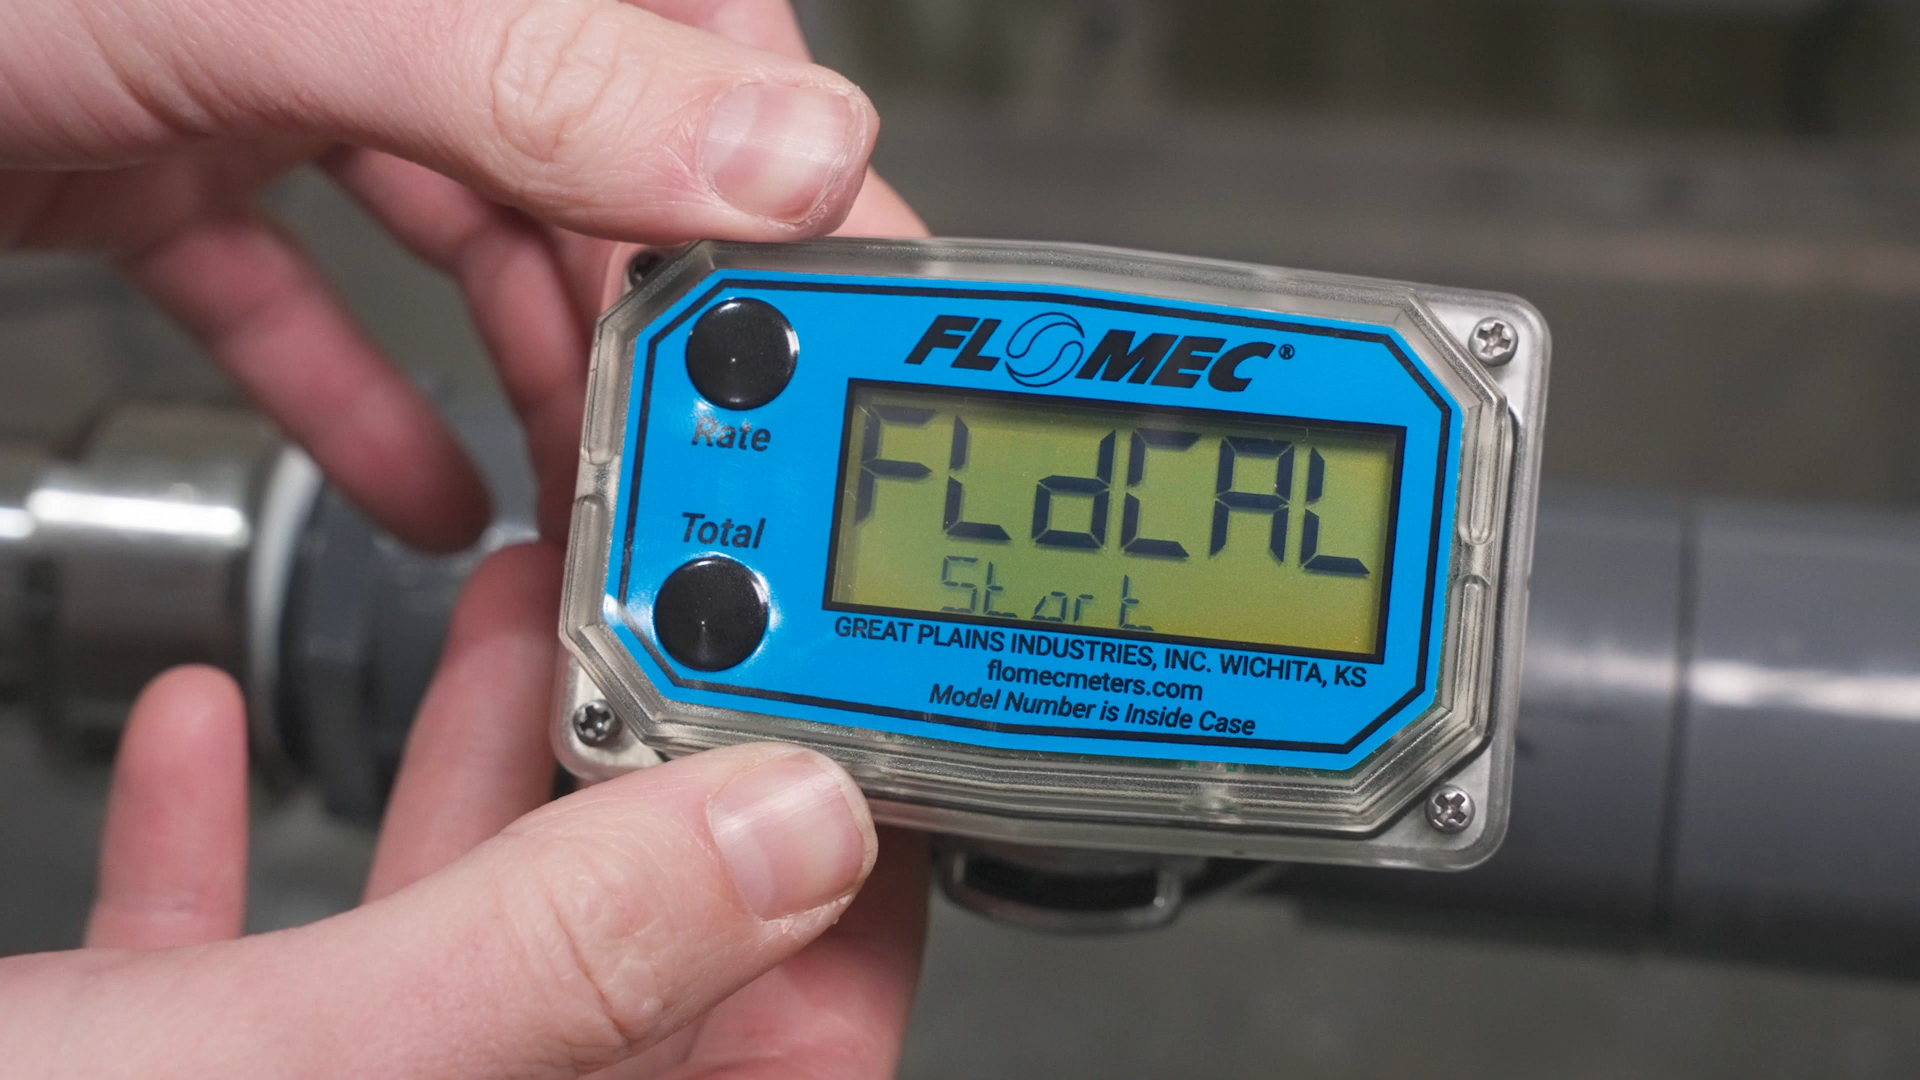 FLOMEC®
Rate
FLdCAL
Total
Start
GREAT PLAINS INDUSTRIES, INC. WICHITA, KS
flomecmeters.com
Model Number is Inside Case